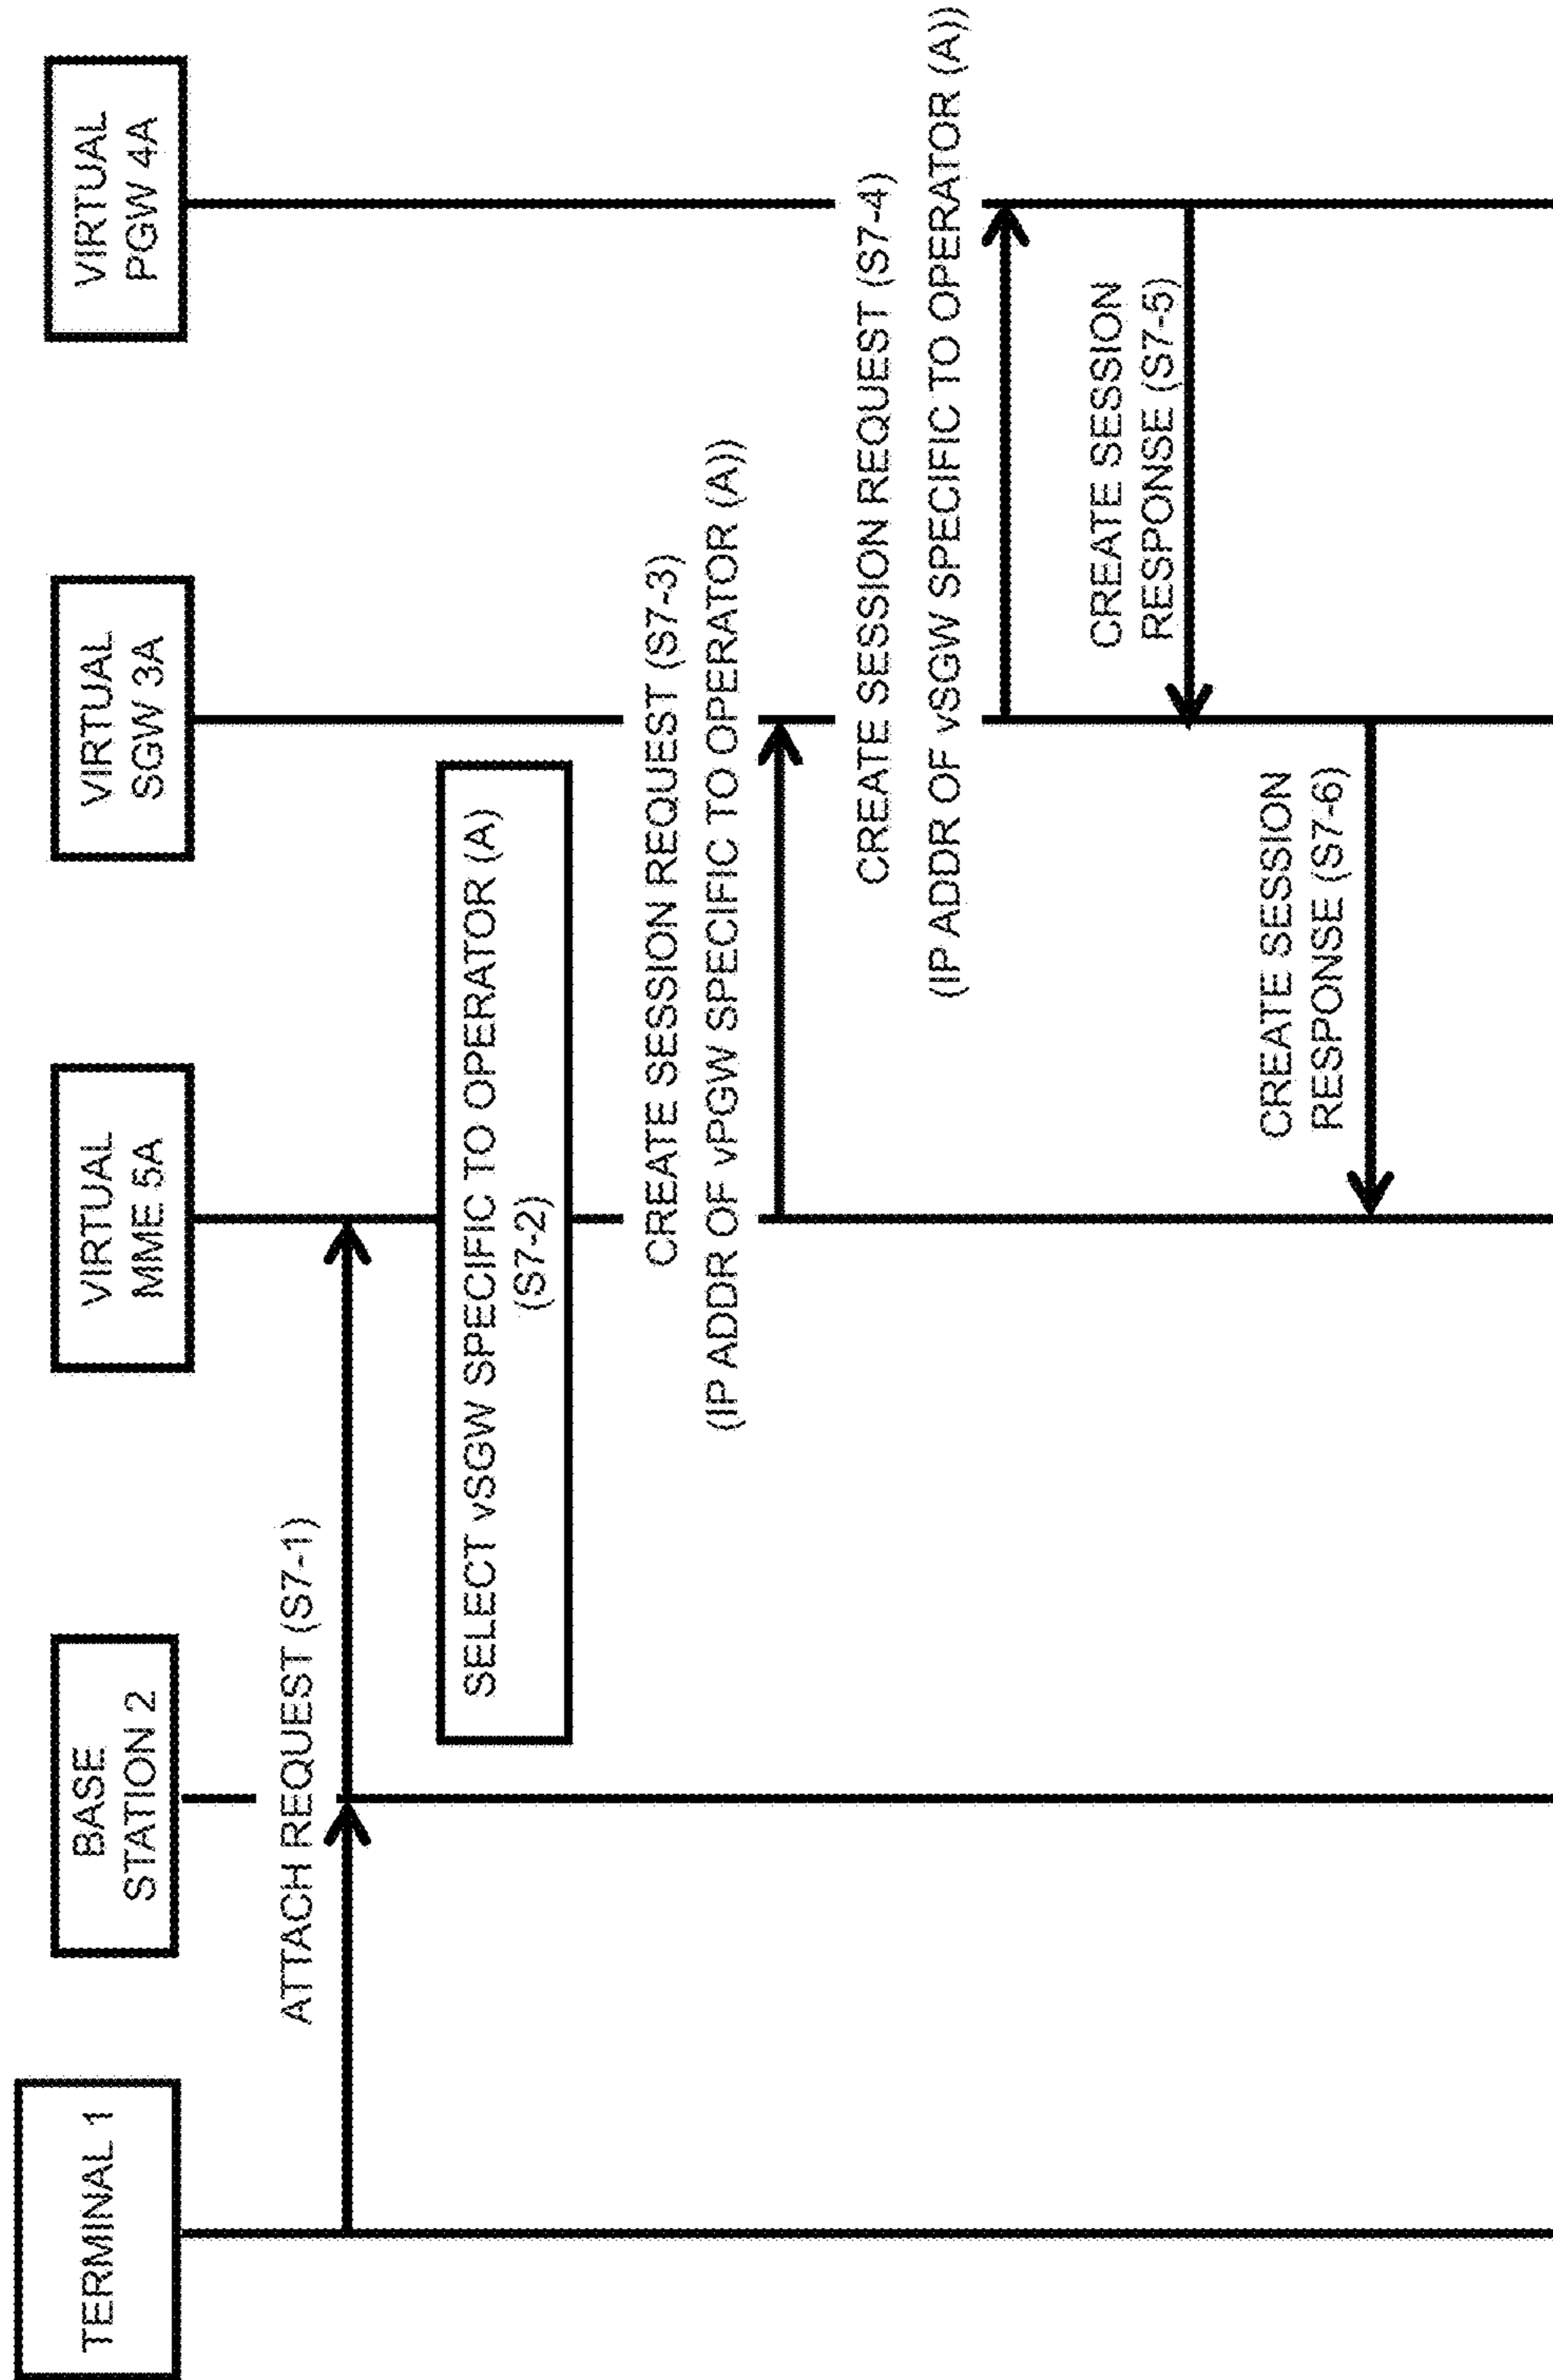 TERMINAL 1
BASE
STATION 2
VIRTUAL
MME 5A
VIRTUAL
SGW 3A
VIRTUAL
PGW 4A
ATTACH REQUEST (S7-1)
SELECT vSGW SPECIFIC TO OPERATOR (A)
(S7-2)
CREATE SESSION REQUEST (S7-3)
(IP ADDR OF vPGW SPECIFIC TO OPERATOR (A))
CREATE SESSION REQUEST (S7-4)
(IP ADDR OF vSGW SPECIFIC TO OPERATOR (A))
CREATE SESSION
RESPONSE (S7-5)
CREATE SESSION
RESPONSE (S7-6)